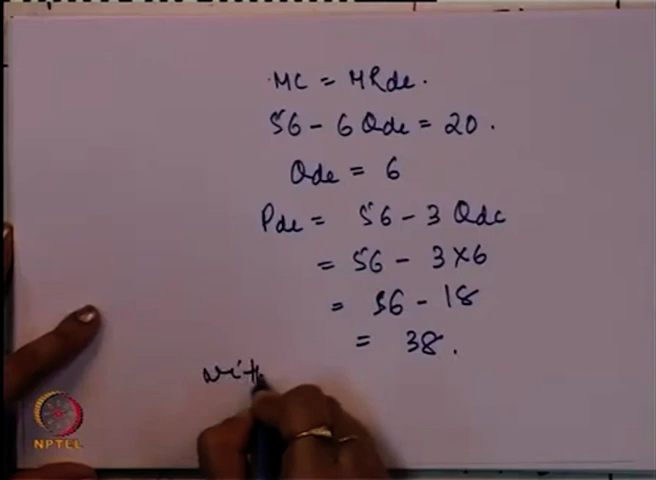 MC = MRde.
56 - 6 Qde = 20.
Qde = 6
Pde = 56 - 3 Qde
= 56 - 3 × 6
= 56 - 18
= 38.
with
NPTEL